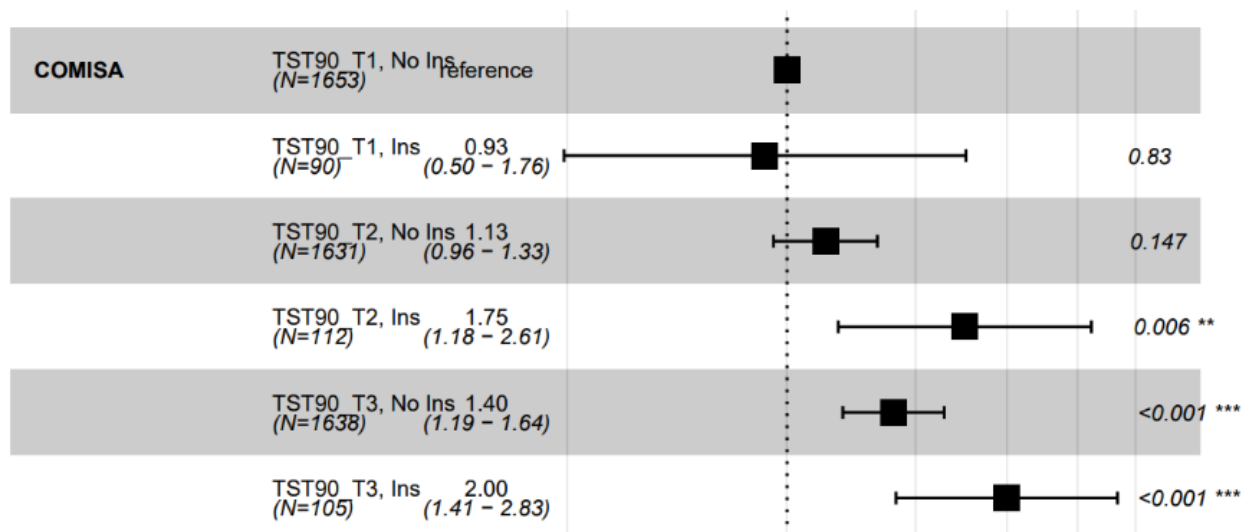 COMISA
TST90_T1, No Ins reference
(N=1653)
TST90_T1, Ins 0.93
(N=90) (0.50 − 1.76) 0.83
TST90_T2, No Ins 1.13
(N=1631) (0.96 − 1.33) 0.147
TST90_T2, Ins 1.75
(N=112) (1.18 − 2.61) 0.006 **
TST90_T3, No Ins 1.40
(N=1638) (1.19 − 1.64) <0.001 ***
TST90_T3, Ins 2.00
(N=105) (1.41 − 2.83) <0.001 ***